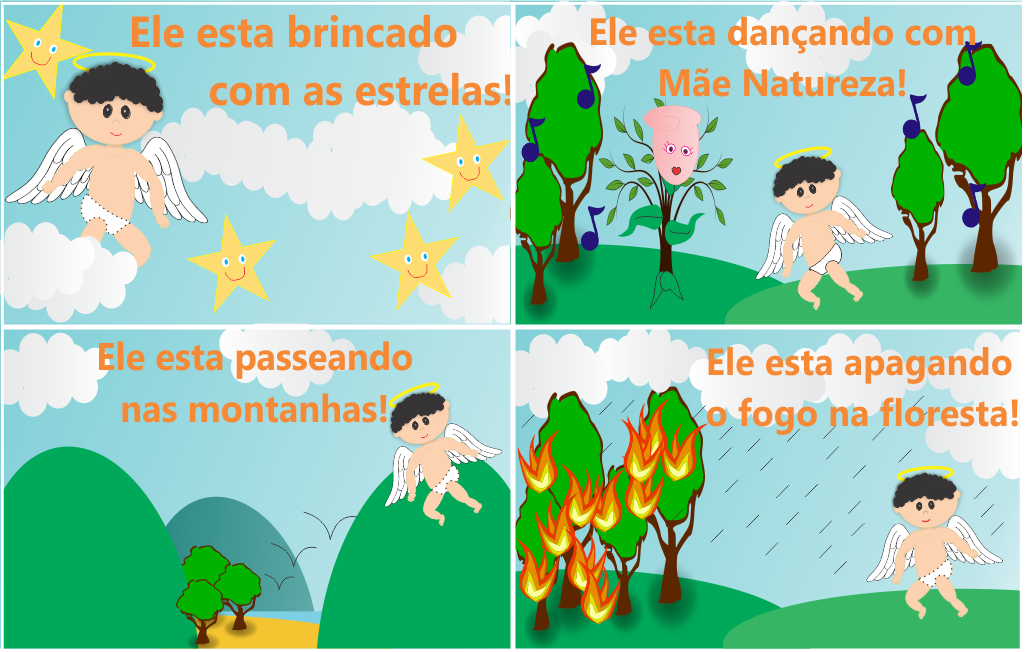 Ele esta brincado
com as estrelas!
Ele esta dançando com
Mãe Natureza!
Ele esta passeando
nas montanhas!
Ele esta apagando
o fogo na floresta!